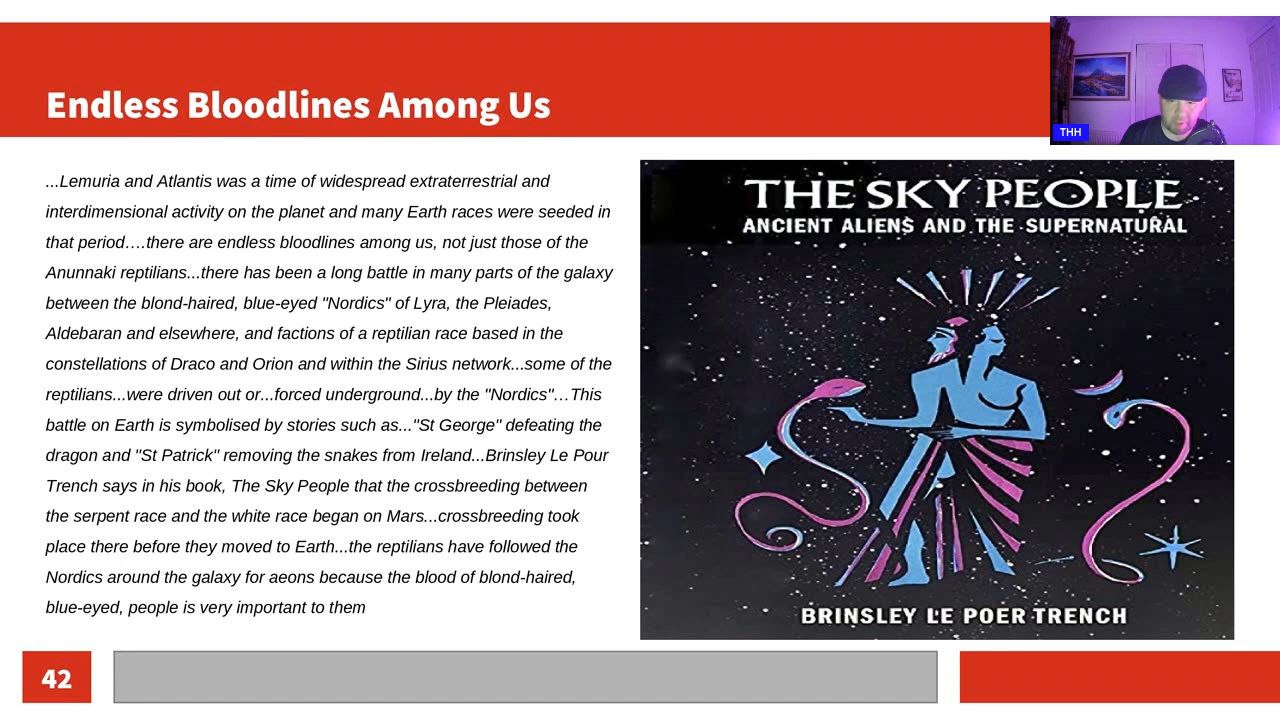 Endless Bloodlines Among Us
THH
...Lemuria and Atlantis was a time of widespread extraterrestrial and
interdimensional activity on the planet and many Earth races were seeded in
that period….there are endless bloodlines among us, not just those of the
Anunnaki reptilians...there has been a long battle in many parts of the galaxy
between the blond-haired, blue-eyed "Nordics" of Lyra, the Pleiades,
Aldebaran and elsewhere, and factions of a reptilian race based in the
constellations of Draco and Orion and within the Sirius network...some of the
reptilians...were driven out or...forced underground...by the "Nordics"…This
battle on Earth is symbolised by stories such as..."St George" defeating the
dragon and "St Patrick" removing the snakes from Ireland...Brinsley Le Pour
Trench says in his book, The Sky People that the crossbreeding between
the serpent race and the white race began on Mars...crossbreeding took
place there before they moved to Earth...the reptilians have followed the
Nordics around the galaxy for aeons because the blood of blond-haired,
blue-eyed, people is very important to them
THE SKY PEOPLE
ANCIENT ALIENS AND THE SUPERNATURAL
BRINSLEY LE POER TRENCH
42